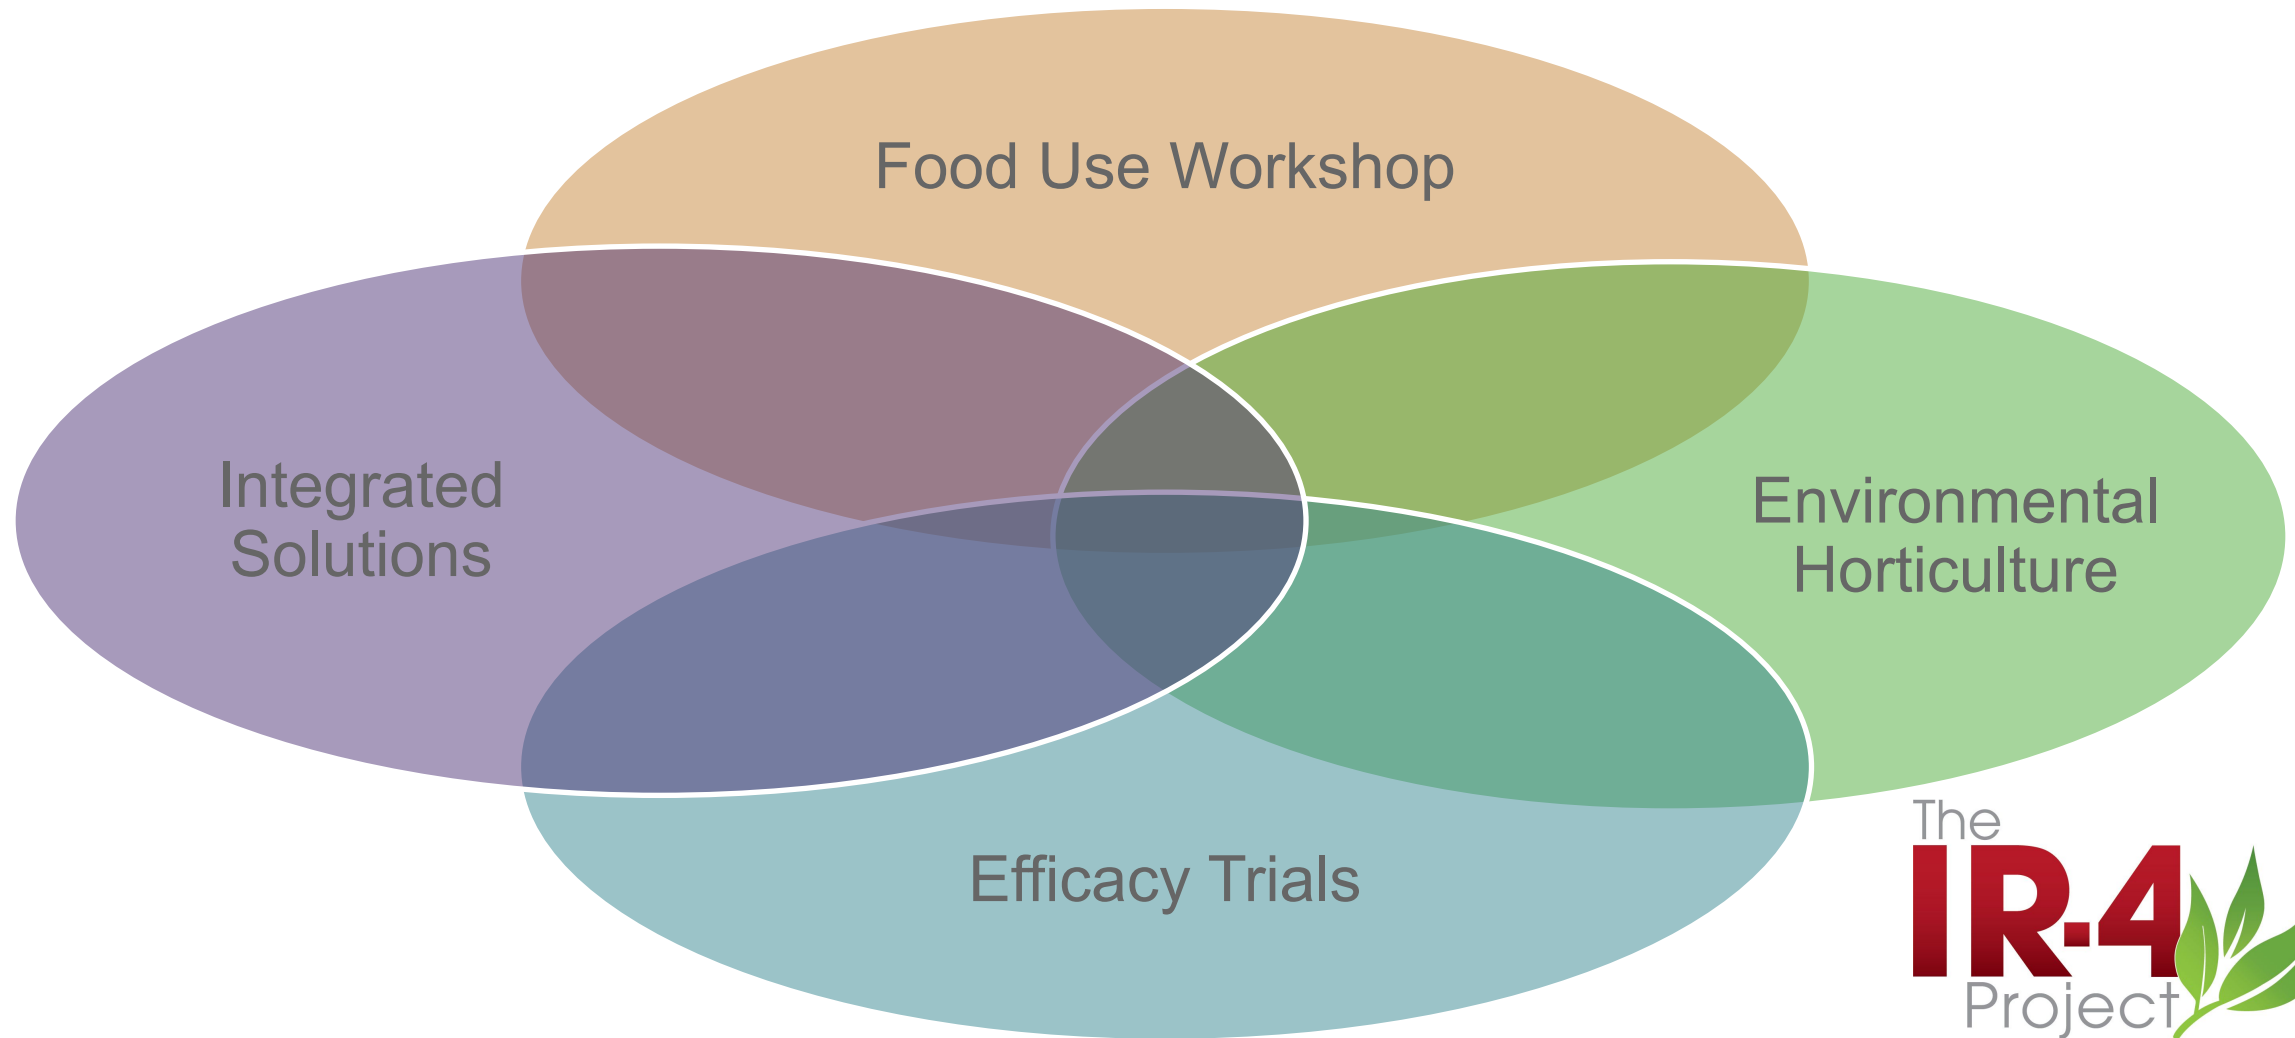 Food Use Workshop
Integrated
Solutions
Environmental
Horticulture
Efficacy Trials
The
IR-4
Project